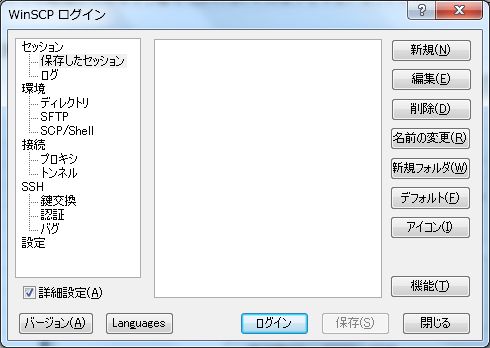 WinSCP ログイン
セッション
保存したセッション
ログ
環境
ディレクトリ
SFTP
SCP/Shell
接続
プロキシ
トンネル
SSH
鍵交換
認証
バグ
設定
詳細設定(A)
新規(N)
編集(E)
削除(D)
名前の変更(R)
新規フォルダ(W)
デフォルト(F)
アイコン(I)
機能(T)
バージョン(A)
Languages
ログイン
保存(S)
閉じる